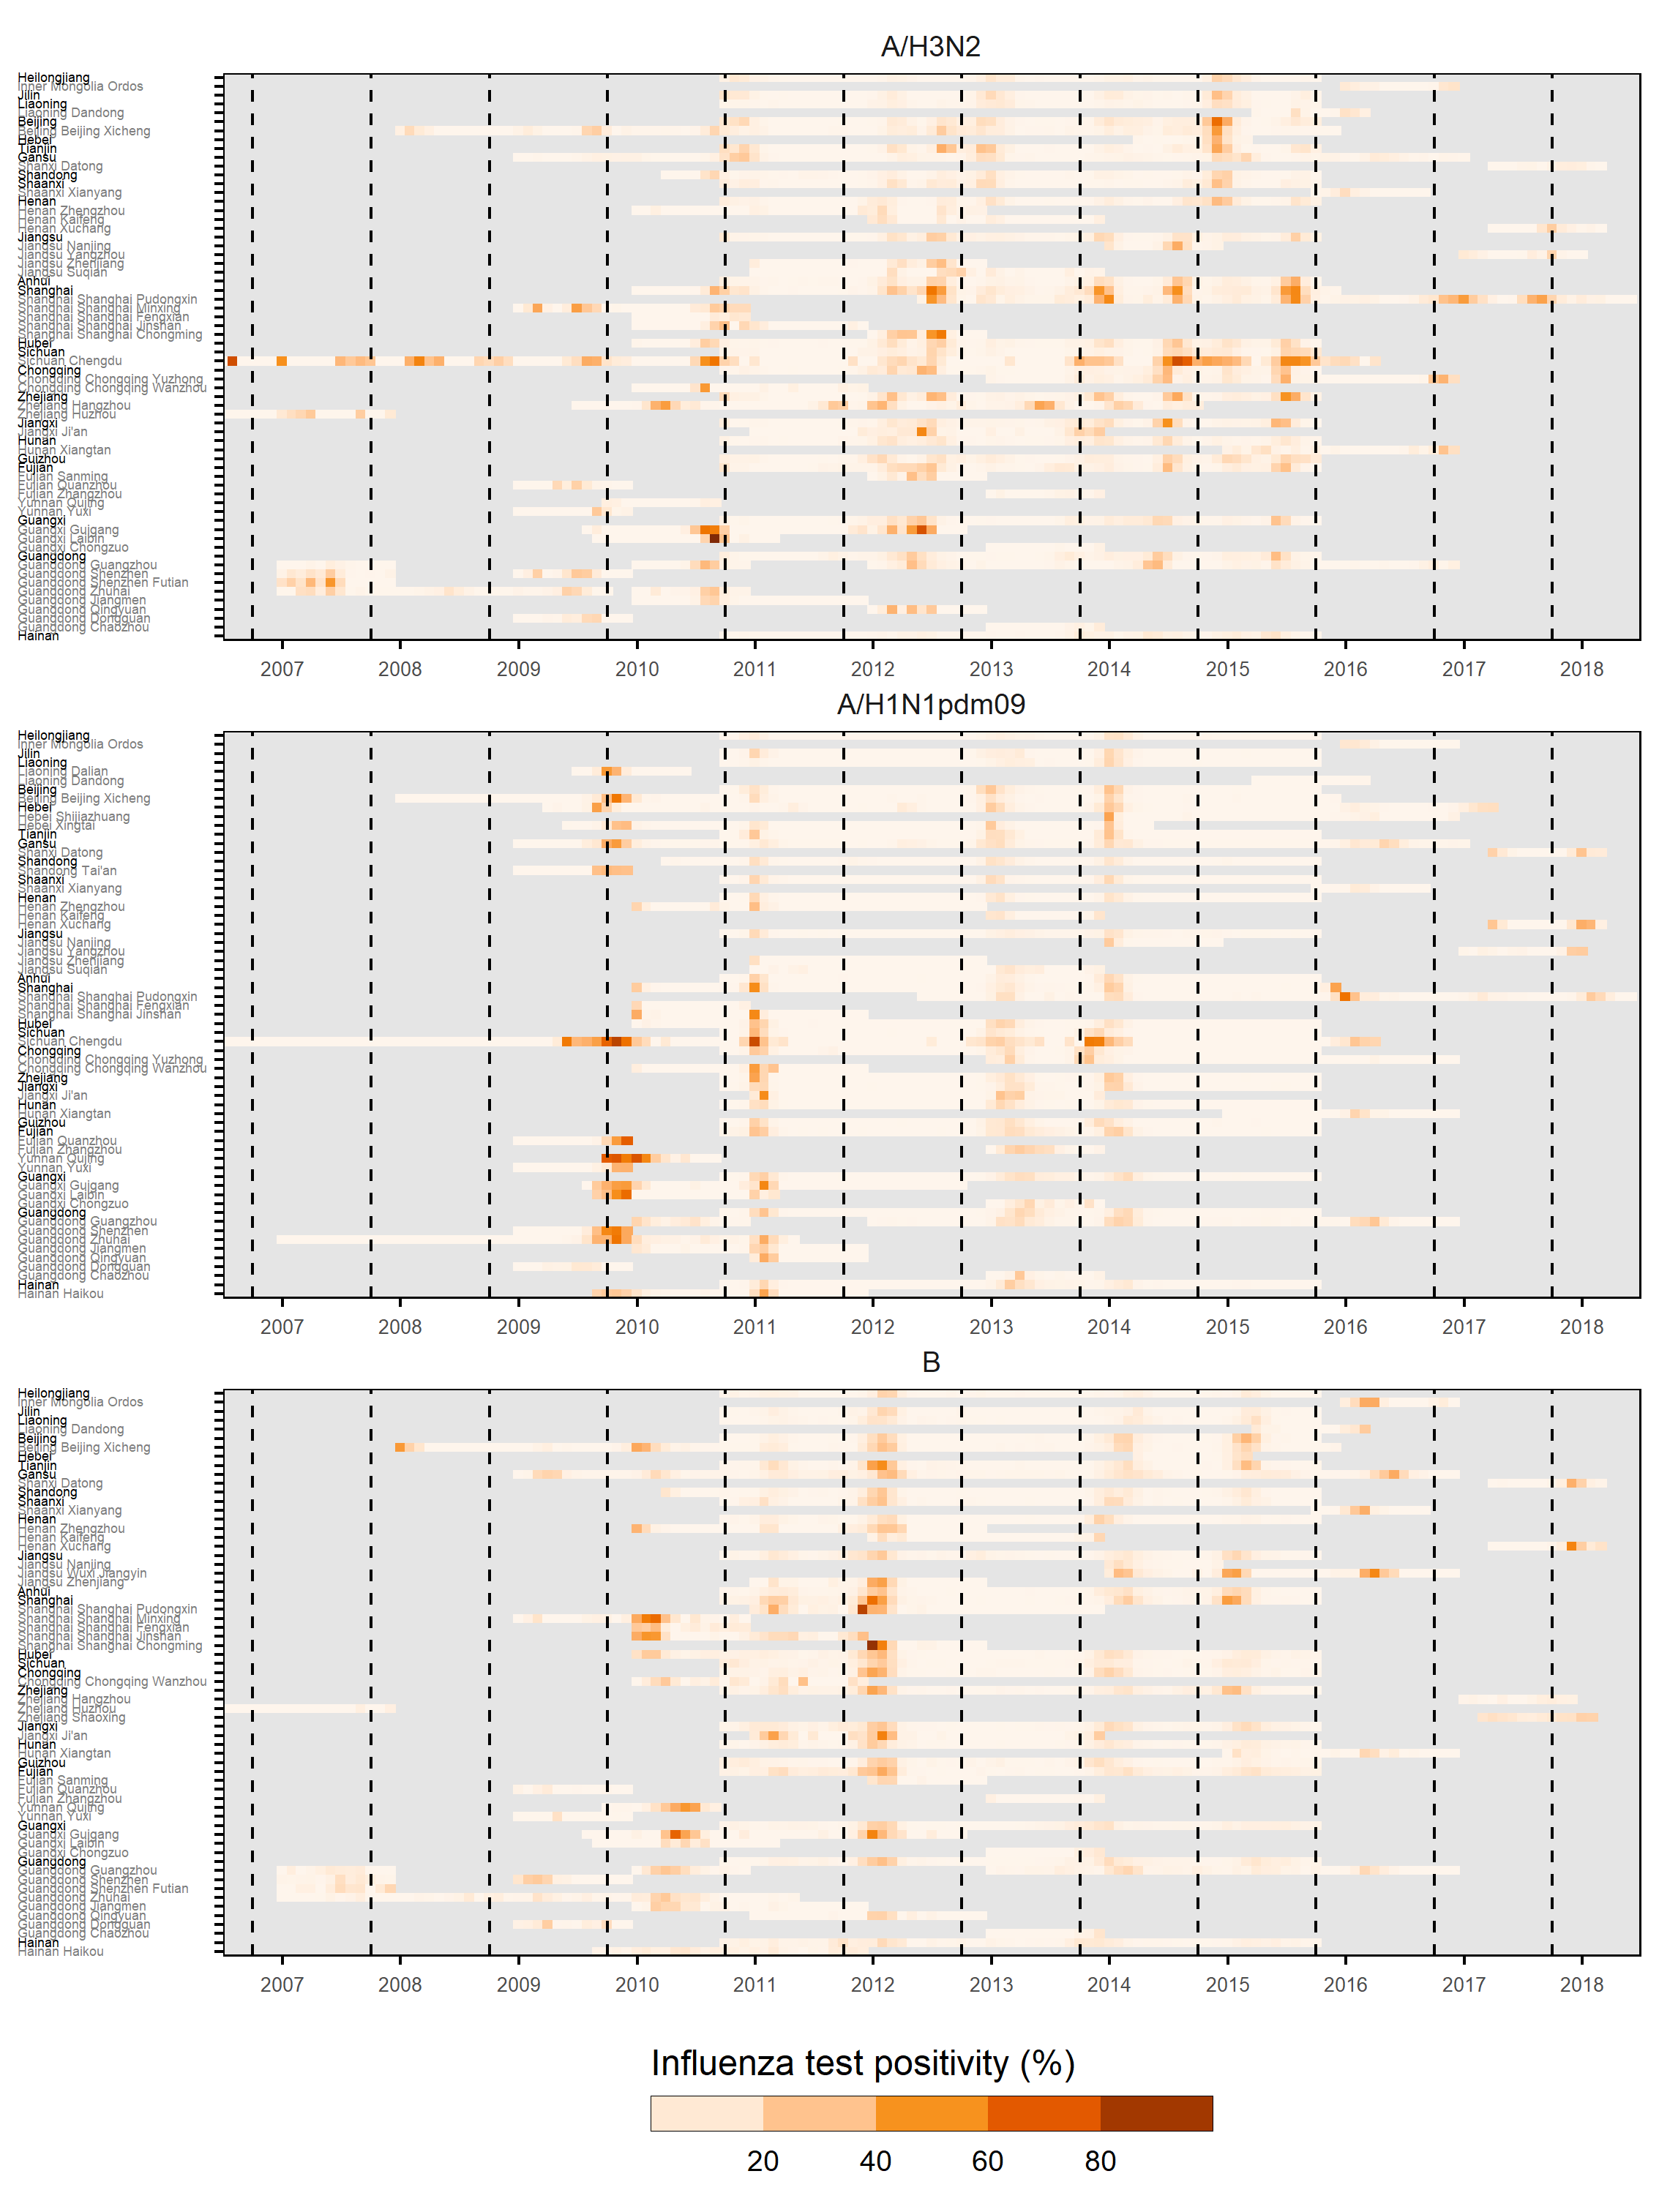 A/H3N2
Heilongjiang
Inner Mongolia Ordos
Jilin
Liaoning
Liaoning Dandong
Beijing
Beijing Beijing Xicheng
Hebei
Tianjin
Gansu
Shanxi Datong
Shandong
Shaanxi
Shaanxi Xianyang
Henan
Henan Zhengzhou
Henan Kaifeng
Henan Xuchang
Jiangsu
Jiangsu Nanjing
Jiangsu Yangzhou
Jiangsu Zhenjiang
Jiangsu Suqian
Anhui
Shanghai
Shanghai Shanghai Pudongxin
Shanghai Shanghai Minxing
Shanghai Shanghai Fengxian
Shanghai Shanghai Jinshan
Shanghai Shanghai Chongming
Hubei
Sichuan
Sichuan Chengdu
Chongqing
Chongqing Chongqing Yuzhong
Chongqing Chongqing Wanzhou
Zhejiang
Zhejiang Hangzhou
Zhejiang Huzhou
Jiangxi
Jiangxi Ji'an
Hunan
Hunan Xiangtan
Guizhou
Fujian
Fujian Sanming
Fujian Quanzhou
Fujian Zhangzhou
Yunnan Qujing
Yunnan Yuxi
Guangxi
Guangxi Guigang
Guangxi Laibin
Guangxi Chongzuo
Guangdong
Guangdong Guangzhou
Guangdong Shenzhen
Guangdong Shenzhen Futian
Guangdong Zhuhai
Guangdong Jiangmen
Guangdong Qingyuan
Guangdong Dongguan
Guangdong Chaozhou
Hainan
2007 2008 2009 2010 2011 2012 2013 2014 2015 2016 2017 2018
A/H1N1pdm09
Heilongjiang
Inner Mongolia Ordos
Jilin
Liaoning
Liaoning Dalian
Liaoning Dandong
Beijing
Beijing Beijing Xicheng
Hebei
Hebei Shijiazhuang
Hebei Xingtai
Tianjin
Gansu
Shanxi Datong
Shandong
Shandong Tai'an
Shaanxi
Shaanxi Xianyang
Henan
Henan Zhengzhou
Henan Kaifeng
Henan Xuchang
Jiangsu
Jiangsu Nanjing
Jiangsu Yangzhou
Jiangsu Zhenjiang
Jiangsu Suqian
Anhui
Shanghai
Shanghai Shanghai Pudongxin
Shanghai Shanghai Fengxian
Shanghai Shanghai Jinshan
Hubei
Sichuan
Sichuan Chengdu
Chongqing
Chongqing Chongqing Yuzhong
Chongqing Chongqing Wanzhou
Zhejiang
Jiangxi
Jiangxi Ji'an
Hunan
Hunan Xiangtan
Guizhou
Fujian
Fujian Quanzhou
Fujian Zhangzhou
Yunnan Qujing
Yunnan Yuxi
Guangxi
Guangxi Guigang
Guangxi Laibin
Guangxi Chongzuo
Guangdong
Guangdong Guangzhou
Guangdong Shenzhen
Guangdong Zhuhai
Guangdong Jiangmen
Guangdong Qingyuan
Guangdong Dongguan
Guangdong Chaozhou
Hainan
Hainan Haikou
2007 2008 2009 2010 2011 2012 2013 2014 2015 2016 2017 2018
B
Heilongjiang
Inner Mongolia Ordos
Jilin
Liaoning
Liaoning Dandong
Beijing
Beijing Beijing Xicheng
Hebei
Tianjin
Gansu
Shanxi Datong
Shandong
Shaanxi
Shaanxi Xianyang
Henan
Henan Zhengzhou
Henan Kaifeng
Henan Xuchang
Jiangsu
Jiangsu Nanjing
Jiangsu Wuxi Jiangyin
Jiangsu Zhenjiang
Anhui
Shanghai
Shanghai Shanghai Pudongxin
Shanghai Shanghai Minxing
Shanghai Shanghai Fengxian
Shanghai Shanghai Jinshan
Shanghai Shanghai Chongming
Hubei
Sichuan
Chongqing
Chongqing Chongqing Wanzhou
Zhejiang
Zhejiang Hangzhou
Zhejiang Huzhou
Zhejiang Shaoxing
Jiangxi
Jiangxi Ji'an
Hunan
Hunan Xiangtan
Guizhou
Fujian
Fujian Sanming
Fujian Quanzhou
Fujian Zhangzhou
Yunnan Qujing
Yunnan Yuxi
Guangxi
Guangxi Guigang
Guangxi Laibin
Guangxi Chongzuo
Guangdong
Guangdong Guangzhou
Guangdong Shenzhen
Guangdong Shenzhen Futian
Guangdong Zhuhai
Guangdong Jiangmen
Guangdong Qingyuan
Guangdong Dongguan
Guangdong Chaozhou
Hainan
Hainan Haikou
2007 2008 2009 2010 2011 2012 2013 2014 2015 2016 2017 2018
Influenza test positivity (%)
20 40 60 80